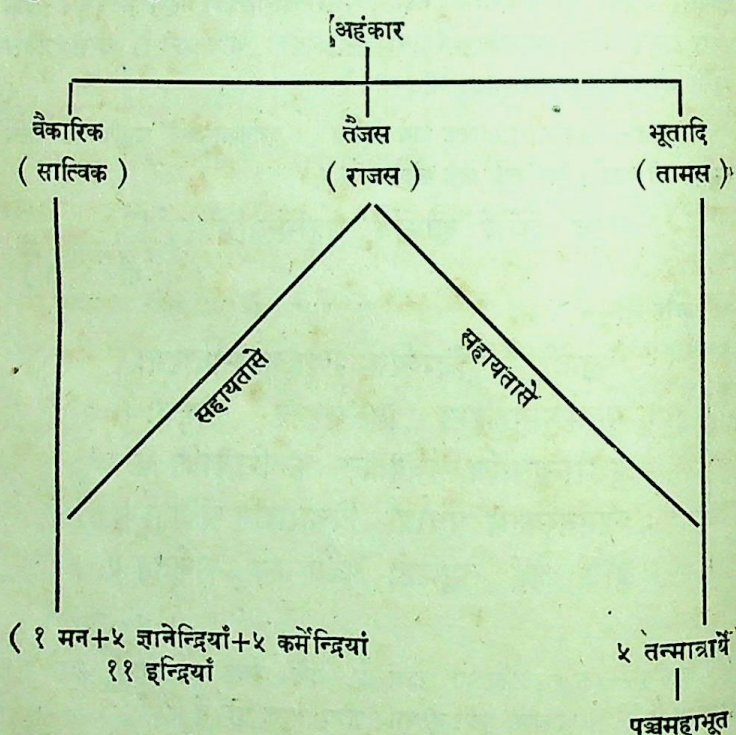 (अहंकार
वैकारिक तैजस भूतादि
( सात्विक ) ( राजस ) ( तामस )
सहायतासे सहायतासे
( १ मन+५ ज्ञानेन्द्रियाँ+५ कर्मेन्द्रियां
११ इन्द्रियाँ
५ तन्मात्रायें
पञ्चमहाभूत